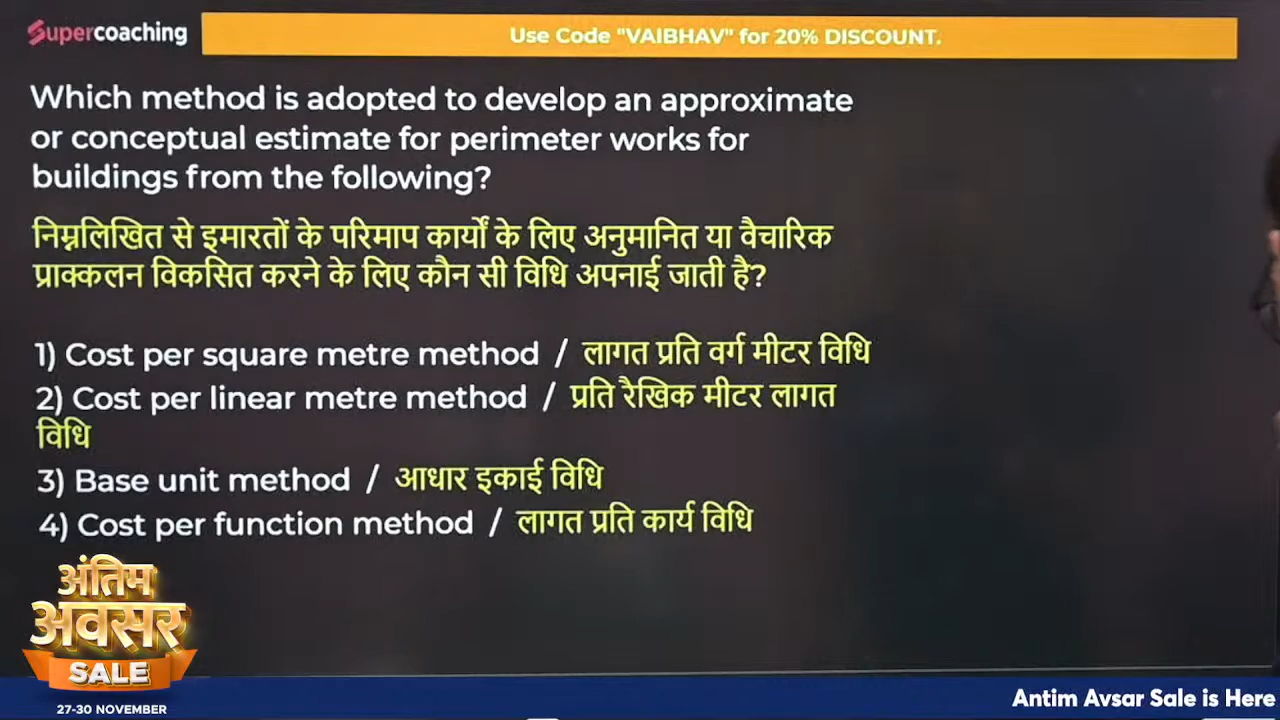 Supercoaching
Use Code "VAIBHAV" for 20% DISCOUNT.
Which method is adopted to develop an approximate
or conceptual estimate for perimeter works for
buildings from the following?
निम्नलिखित से इमारतों के परिमाप कार्यों के लिए अनुमानित या वैचारिक
प्राक्कलन विकसित करने के लिए कौन सी विधि अपनाई जाती है?
1) Cost per square metre method / लागत प्रति वर्ग मीटर विधि
2) Cost per linear metre method / प्रति रैखिक मीटर लागत
विधि
3) Base unit method / आधार इकाई विधि
4) Cost per function method / लागत प्रति कार्य विधि
अंतिम
अवसर
SALE
27-30 NOVEMBER
Antim Avsar Sale is Here